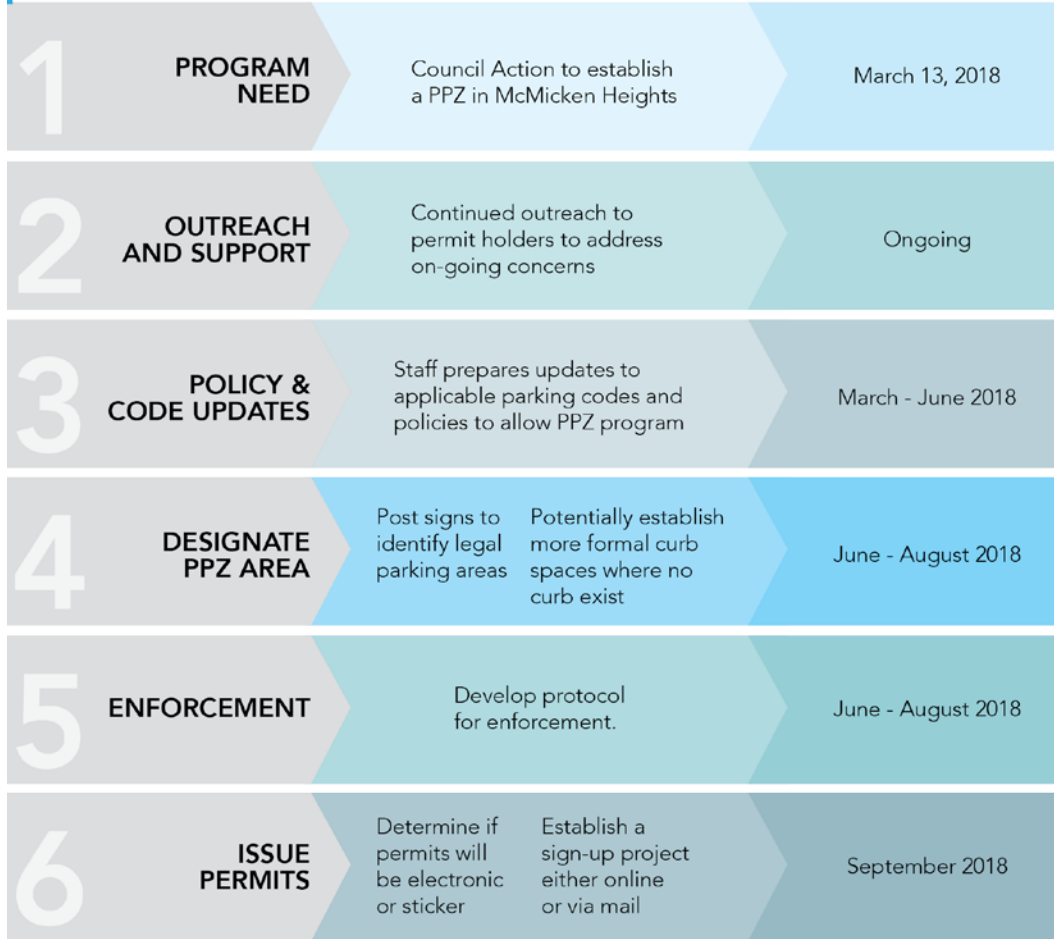 1
PROGRAM
NEED
Council Action to establish
a PPZ in McMicken Heights
March 13, 2018
2
OUTREACH
AND SUPPORT
Continued outreach to
permit holders to address
on-going concerns
Ongoing
3
POLICY &
CODE UPDATES
Staff prepares updates to
applicable parking codes and
policies to allow PPZ program
March - June 2018
4
DESIGNATE
PPZ AREA
Post signs to
identify legal
parking areas
Potentially establish
more formal curb
spaces where no
curb exist
June - August 2018
5
ENFORCEMENT
Develop protocol
for enforcement.
June - August 2018
6
ISSUE
PERMITS
Determine if
permits will
be electronic
or sticker
Establish a
sign-up project
either online
or via mail
September 2018